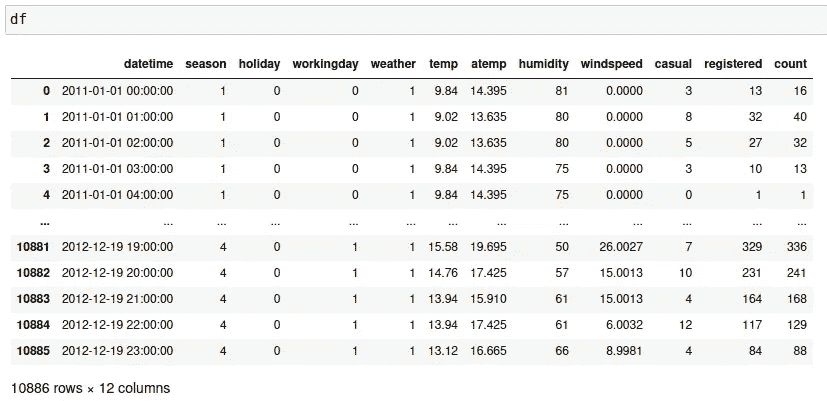 df
datetime season holiday workingday weather temp atemp humidity windspeed casual registered count
0 2011-01-01 00:00:00 1 0 0 1 9.84 14.395 81 0.0000 3 13 16
1 2011-01-01 01:00:00 1 0 0 1 9.02 13.635 80 0.0000 8 32 40
2 2011-01-01 02:00:00 1 0 0 1 9.02 13.635 80 0.0000 5 27 32
3 2011-01-01 03:00:00 1 0 0 1 9.84 14.395 75 0.0000 3 10 13
4 2011-01-01 04:00:00 1 0 0 1 9.84 14.395 75 0.0000 0 1 1
... ... ... ... ... ... ... ... ... ... ... ... ...
10881 2012-12-19 19:00:00 4 0 1 1 15.58 19.695 50 26.0027 7 329 336
10882 2012-12-19 20:00:00 4 0 1 1 14.76 17.425 57 15.0013 10 231 241
10883 2012-12-19 21:00:00 4 0 1 1 13.94 15.910 61 15.0013 4 164 168
10884 2012-12-19 22:00:00 4 0 1 1 13.94 17.425 61 6.0032 12 117 129
10885 2012-12-19 23:00:00 4 0 1 1 13.12 16.665 66 8.9981 4 84 88
10886 rows × 12 columns